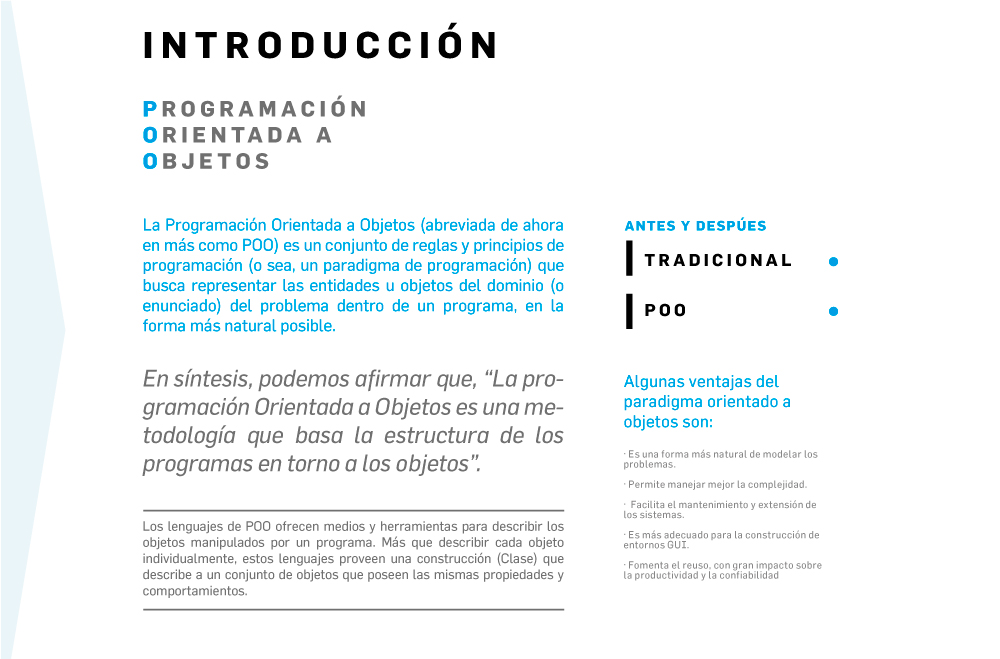 INTRODUCCIÓN
PROGRAMACIÓN
ORIENTADA A
OBJETOS
La Programación Orientada a Objetos (abreviada de ahora
en más como POO) es un conjunto de reglas y principios de
programación (o sea, un paradigma de programación) que
busca representar las entidades u objetos del dominio (o
enunciado) del problema dentro de un programa, en la
forma más natural posible.
En síntesis, podemos afirmar que, “La pro-
gramación Orientada a Objetos es una me-
todología que basa la estructura de los
programas en torno a los objetos”.
Los lenguajes de POO ofrecen medios y herramientas para describir los
objetos manipulados por un programa. Más que describir cada objeto
individualmente, estos lenguajes proveen una construcción (Clase) que
describe a un conjunto de objetos que poseen las mismas propiedades y
comportamientos.
ANTES Y DESPÚES
TRADICIONAL
POO
Algunas ventajas del
paradigma orientado a
objetos son:
· Es una forma más natural de modelar los
problemas.
· Permite manejar mejor la complejidad.
· Facilita el mantenimiento y extensión de
los sistemas.
· Es más adecuado para la construcción de
entornos GUI.
· Fomenta el reuso, con gran impacto sobre
la productividad y la confiabilidad